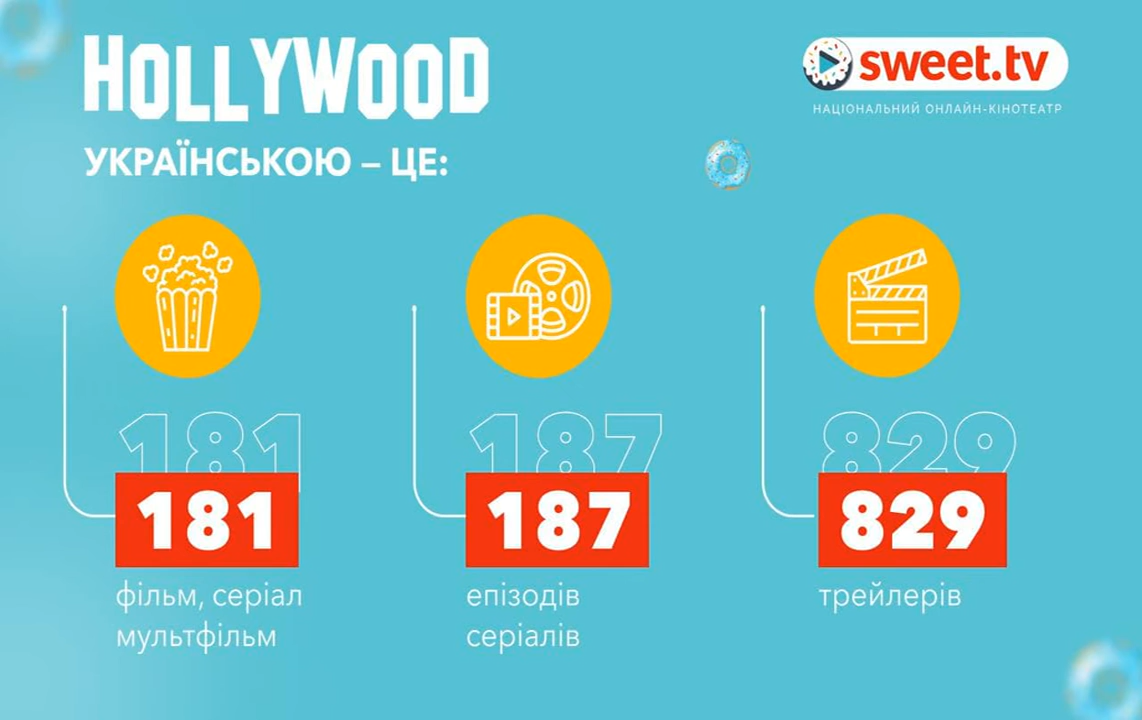 HOLLYWOOD
УКРАЇНСЬКОЮ – ЦЕ:
sweet.tv
НАЦІОНАЛЬНИЙ ОНЛАЙН-КІНОТЕАТР
181
181
фільм, серіал
мультфільм
187
187
епізодів
серіалів
829
829
трейлерів